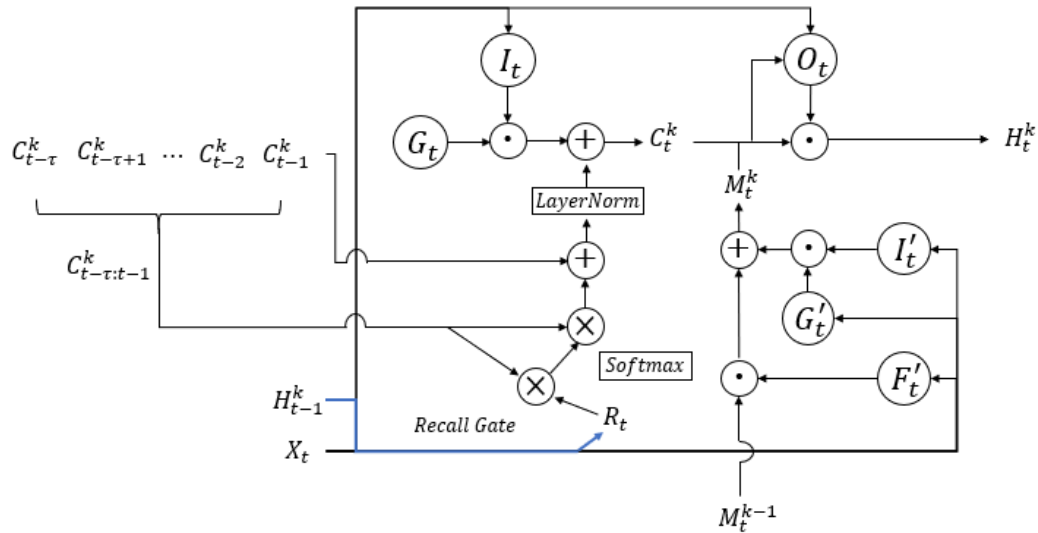 I_t
O_t
C_{t-τ}^k C_{t-τ+1}^k ⋯ C_{t-2}^k C_{t-1}^k
G_t · + C_t^k · H_t^k
LayerNorm
M_t^k
C_{t-τ:t-1}^k
+
+ · I_t'
× G_t'
Softmax
× · F_t'
H_{t-1}^k
Recall Gate R_t
X_t
M_t^{k-1}